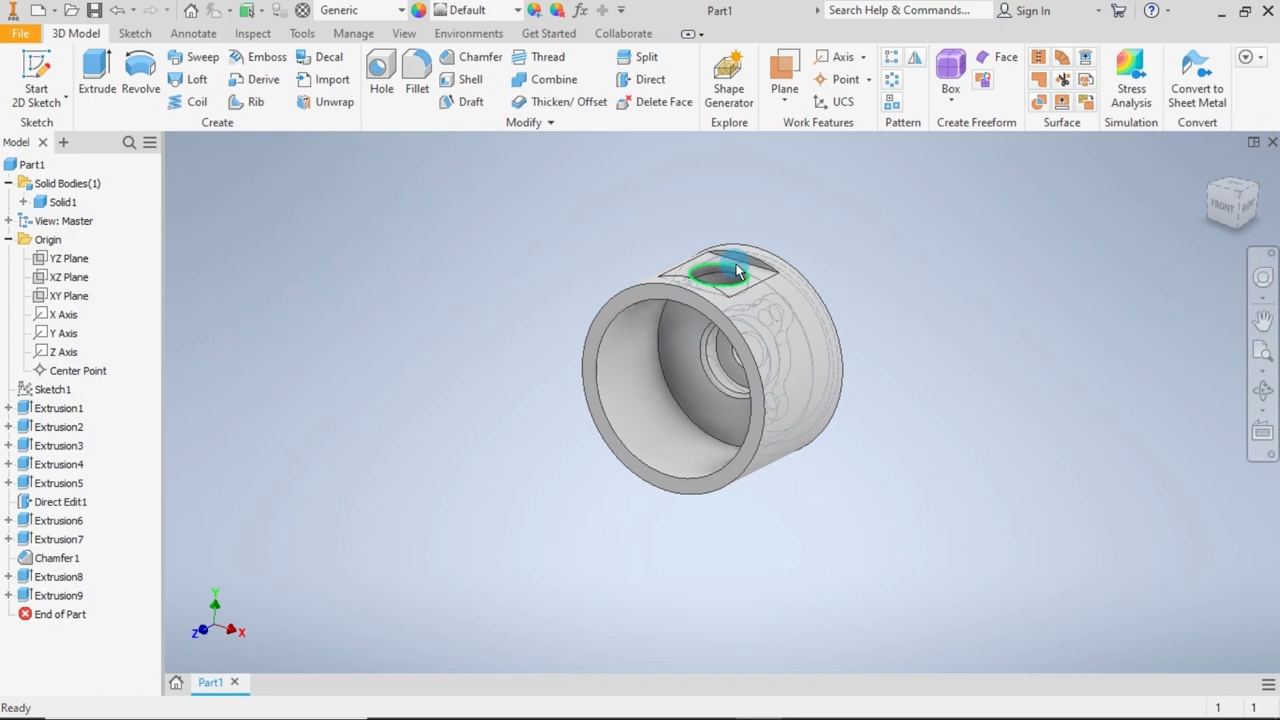 PRO
Generic
Default
fx
Part1
Search Help & Commands...
Sign In
File
3D Model
Sketch
Annotate
Inspect
Tools
Manage
View
Environments
Get Started
Collaborate
Start
2D Sketch
Extrude
Revolve
Sweep
Emboss
Decal
Loft
Derive
Import
Coil
Rib
Unwrap
Hole
Fillet
Chamfer
Thread
Split
Shell
Combine
Direct
Draft
Thicken/ Offset
Delete Face
Shape
Generator
Plane
Axis
Point
UCS
Box
Face
Stress
Analysis
Convert to
Sheet Metal
Sketch
Create
Modify
Explore
Work Features
Pattern
Create Freeform
Surface
Simulation
Convert
Model
Part1
Solid Bodies(1)
Solid1
View: Master
Origin
YZ Plane
XZ Plane
XY Plane
X Axis
Y Axis
Z Axis
Center Point
Sketch1
Extrusion1
Extrusion2
Extrusion3
Extrusion4
Extrusion5
Direct Edit1
Extrusion6
Extrusion7
Chamfer1
Extrusion8
Extrusion9
End of Part
FRONT
Y
Z
X
Part1
Ready
1
1